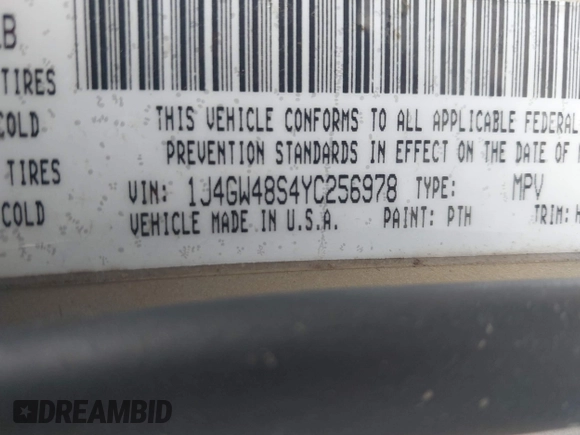 LB
TIRES
COLD
COLD
THIS VEHICLE CONFORMS TO ALL APPLICABLE FEDERAL
PREVENTION STANDARDS IN EFFECT ON THE DATE OF
VIN: 1J4GW48S4YC256978 TYPE: MPV
VEHICLE MADE IN U.S.A. PAINT: PTH TRIM:
DREAMBID